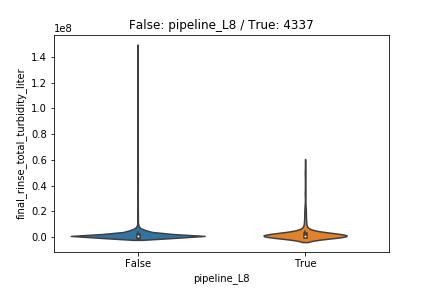 False: pipeline_L8 / True: 4337
1e8
1.4
1.2
1.0
0.8
0.6
0.4
0.2
0.0
final_rinse_total_turbidity_liter
False
True
pipeline_L8